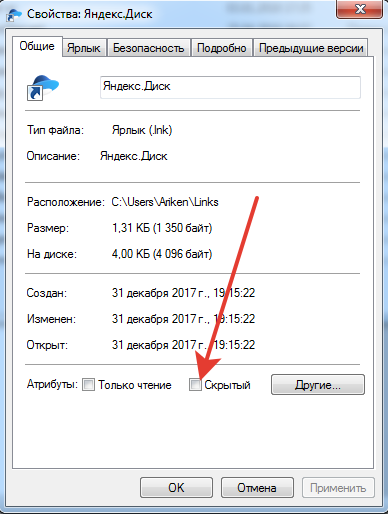 Свойства: Яндекс.Диск
Общие Ярлык Безопасность Подробно Предыдущие версии
Яндекс.Диск
Тип файла: Ярлык (.lnk)
Описание: Яндекс.Диск
Расположение: C:\Users\Ariken\Links
Размер: 1,31 КБ (1 350 байт)
На диске: 4,00 КБ (4 096 байт)
Создан: 31 декабря 2017 г., 19:15:22
Изменен: 31 декабря 2017 г., 19:15:22
Открыт: 31 декабря 2017 г., 19:15:22
Атрибуты: Только чтение Скрытый Другие...
OK Отмена Применить